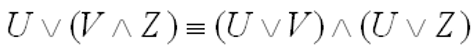 U ∨ (V ∧ Z) ≡ (U ∨ V) ∧ (U ∨ Z)